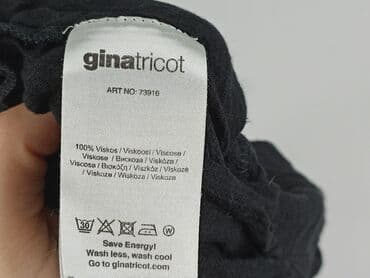 ginatricot
ART NO: 73916
100% Viskos / Viskoosi / Viscose /
Viskose / Вискоза / Viskóza /
Viscosa / Βισκόζη / Viszkóz / Viskoze
/ Viskoze / Wiskoza / Viskoza
30
Save Energy!
Wash less, wash cool
Go to ginatricot.com